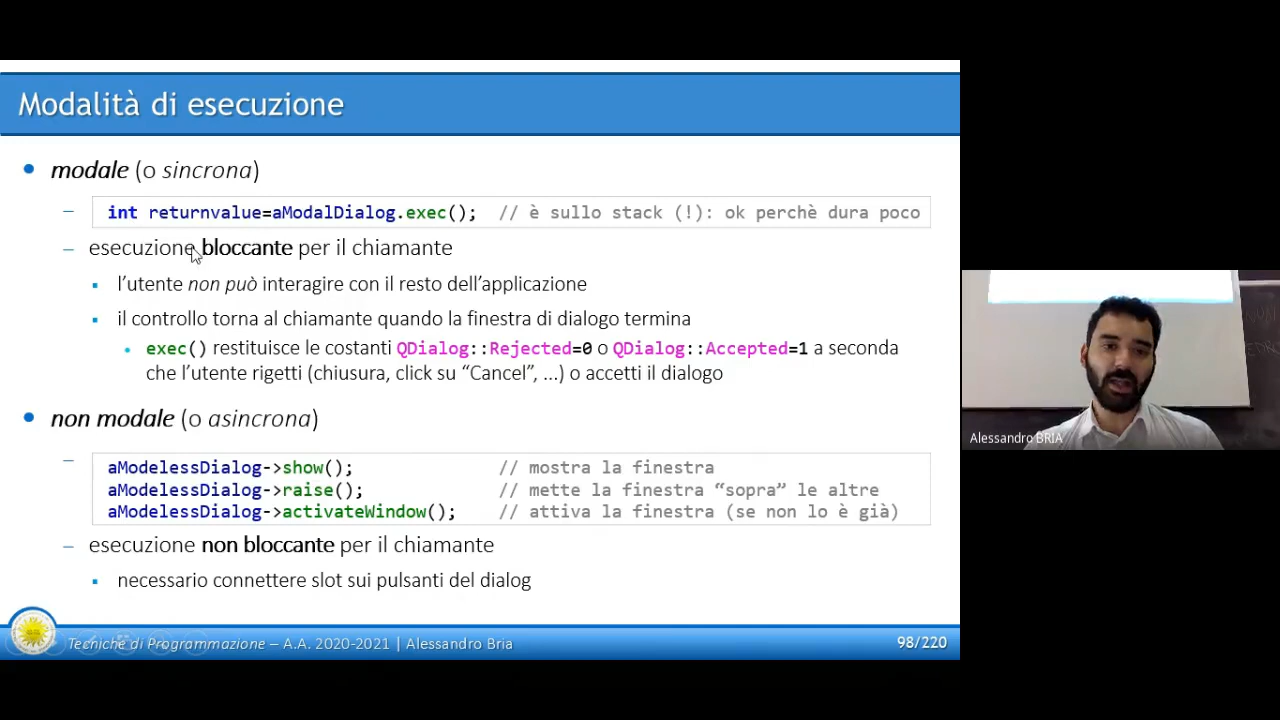 Modalità di esecuzione
• modale (o sincrona)
– int returnvalue=aModalDialog.exec(); // è sullo stack (!): ok perchè dura poco
– esecuzione bloccante per il chiamante
▪ l'utente non può interagire con il resto dell'applicazione
▪ il controllo torna al chiamante quando la finestra di dialogo termina
• exec() restituisce le costanti QDialog::Rejected=0 o QDialog::Accepted=1 a seconda
che l'utente rigetti (chiusura, click su “Cancel”, ...) o accetti il dialogo
• non modale (o asincrona)
– aModelessDialog->show(); // mostra la finestra
aModelessDialog->raise(); // mette la finestra “sopra” le altre
aModelessDialog->activateWindow(); // attiva la finestra (se non lo è già)
– esecuzione non bloccante per il chiamante
▪ necessario connettere slot sui pulsanti del dialog
Tecniche di Programmazione – A.A. 2020-2021 | Alessandro Bria
98/220
Alessandro BRIA